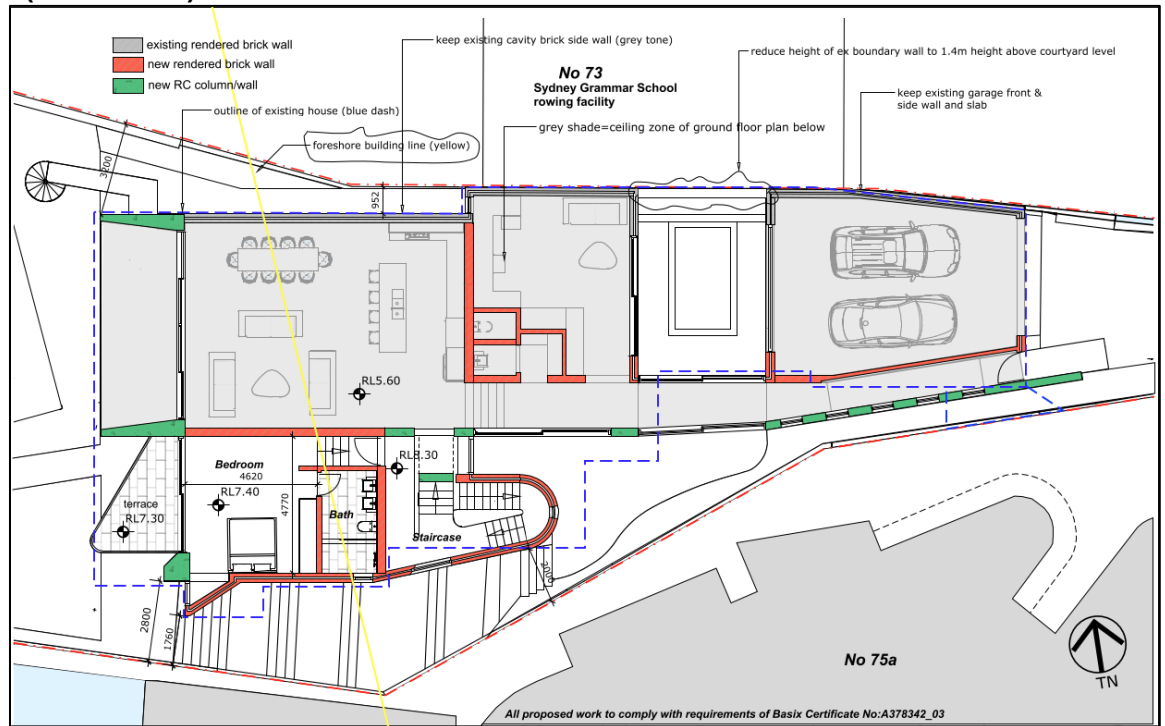 existing rendered brick wall
new rendered brick wall
new RC column/wall
outline of existing house (blue dash)
foreshore building line (yellow)
keep existing cavity brick side wall (grey tone)
No 73
Sydney Grammar School
rowing facility
grey shade=ceiling zone of ground floor plan below
reduce height of ex boundary wall to 1.4m height above courtyard level
keep existing garage front &
side wall and slab
3200
952
RL5.60
RL8.30
Bedroom
4620
RL7.40
4770
terrace
RL7.30
Bath
Staircase
2000
2800
1760
No 75a
TN
All proposed work to comply with requirements of Basix Certificate No:A378342_03